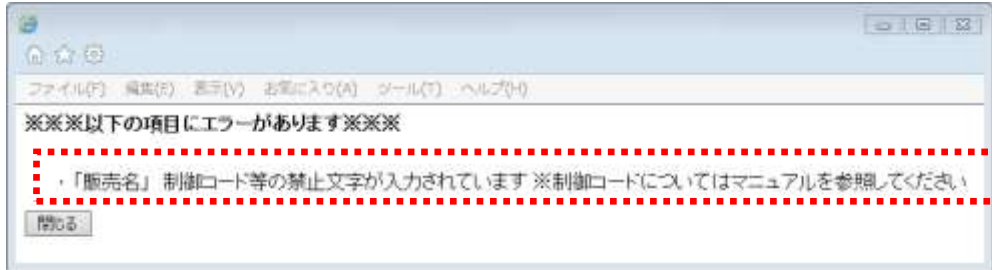 ファイル(F) 編集(E) 表示(V) お気に入り(A) ツール(T) ヘルプ(H)
※※※以下の項目にエラーがあります※※※
・「販売名」 制御コード等の禁止文字が入力されています ※制御コードについてはマニュアルを参照してください
閉じる